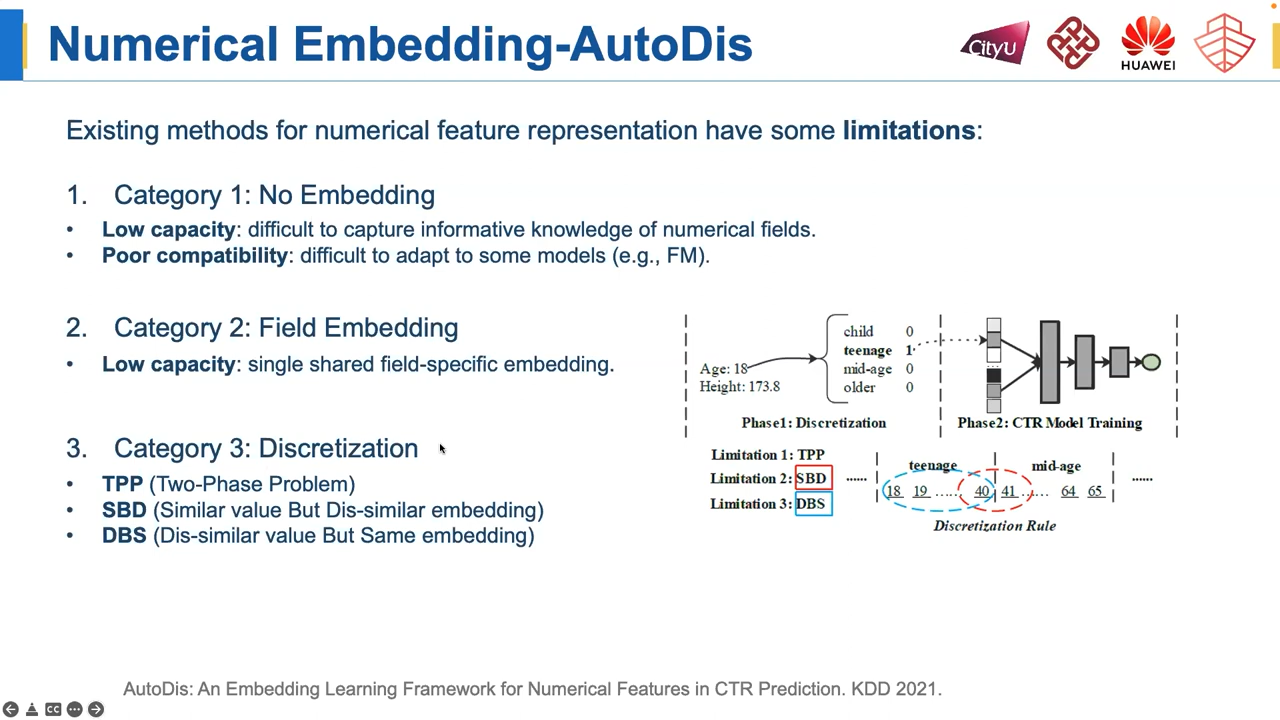 Numerical Embedding-AutoDis
CityU
HUAWEI
Existing methods for numerical feature representation have some limitations:
1. Category 1: No Embedding
• Low capacity: difficult to capture informative knowledge of numerical fields.
• Poor compatibility: difficult to adapt to some models (e.g., FM).
2. Category 2: Field Embedding
• Low capacity: single shared field-specific embedding.
3. Category 3: Discretization
• TPP (Two-Phase Problem)
• SBD (Similar value But Dis-similar embedding)
• DBS (Dis-similar value But Same embedding)
Age: 18
Height: 173.8
child 0
teenage 1
mid-age 0
older 0
...
Phase1: Discretization
Phase2: CTR Model Training
Limitation 1: TPP
Limitation 2: SBD
Limitation 3: DBS
teenage mid-age
...... 18 19 ...... 40 41 ...... 64 65 ......
Discretization Rule
AutoDis: An Embedding Learning Framework for Numerical Features in CTR Prediction. KDD 2021.
CC